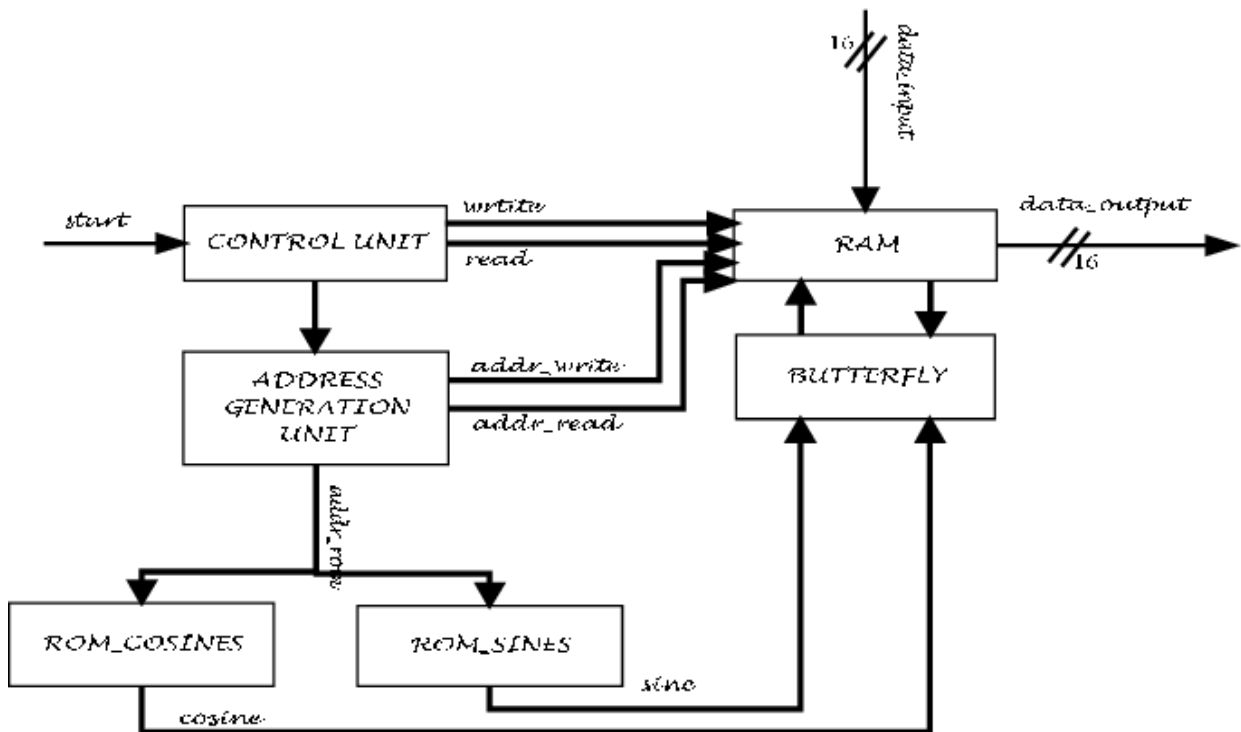 16
data_input
start
CONTROL UNIT
wrtite
read
RAM
data_output
16
ADDRESS
GENERATION
UNIT
addr_write
addr_read
BUTTERFLY
addr_rom
ROM_COSINES
ROM_SINES
sine
cosine